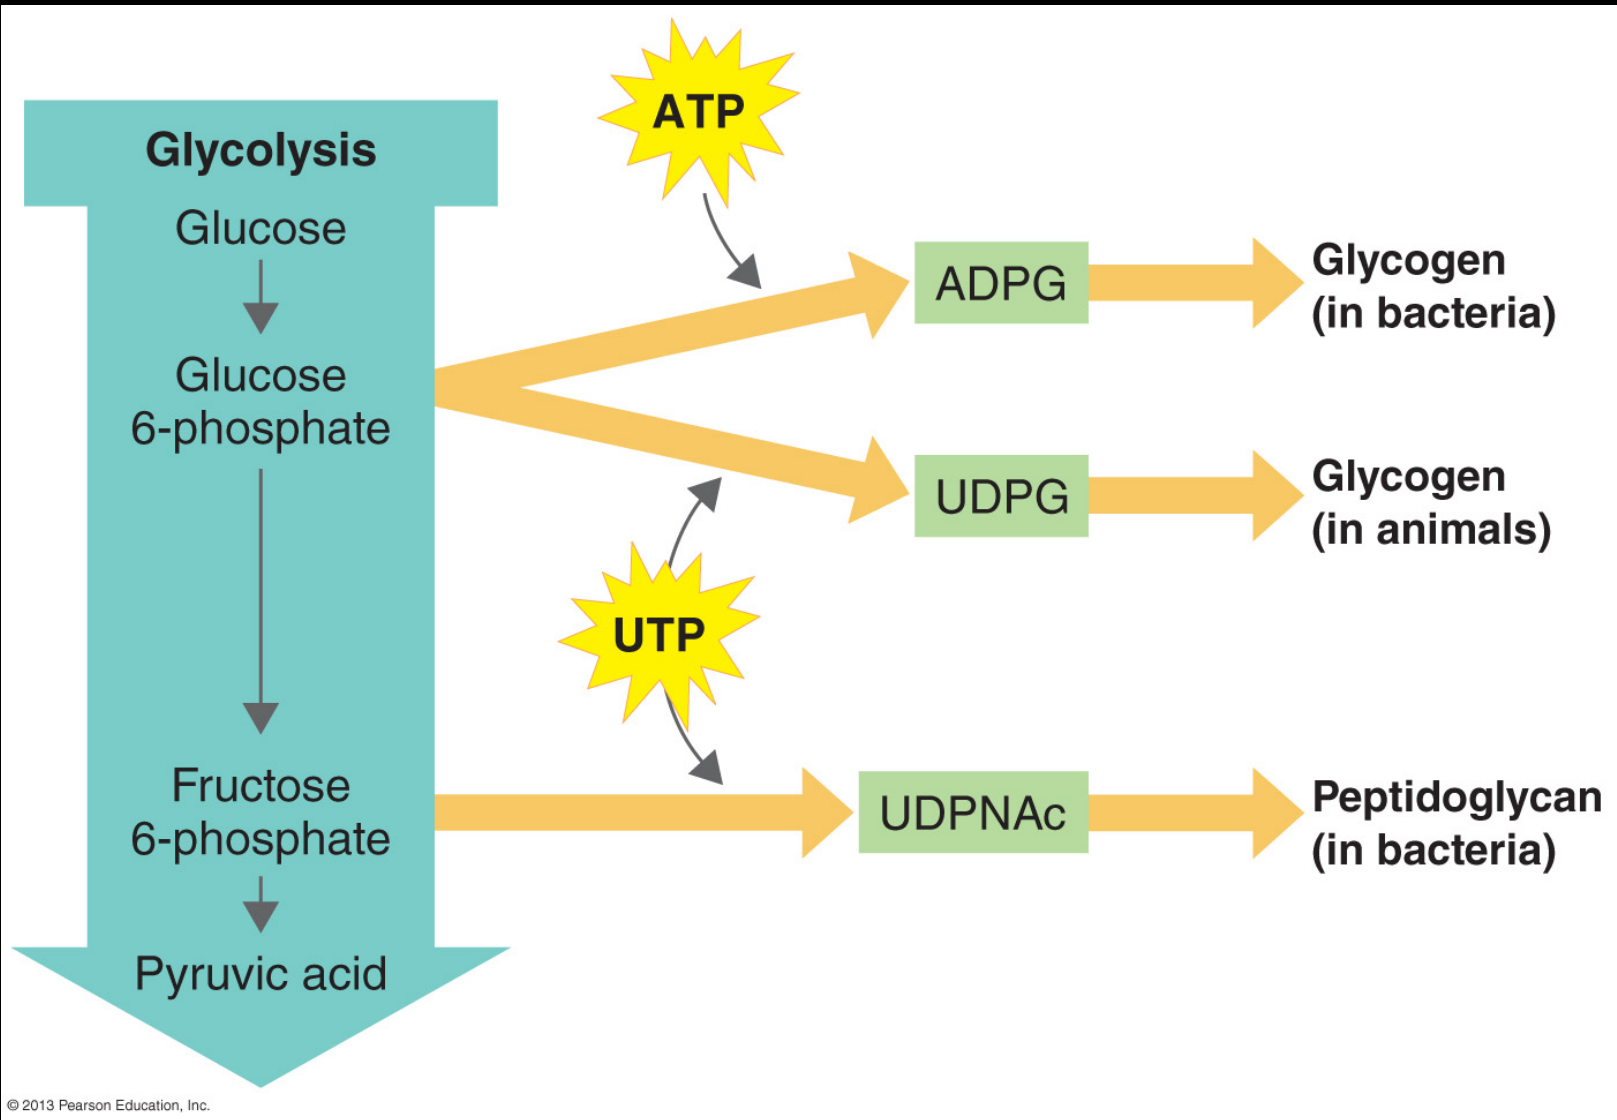 Glycolysis
Glucose
Glucose
6-phosphate
Fructose
6-phosphate
Pyruvic acid
ATP
ADPG
Glycogen
(in bacteria)
UDPG
Glycogen
(in animals)
UTP
UDPNAc
Peptidoglycan
(in bacteria)
© 2013 Pearson Education, Inc.